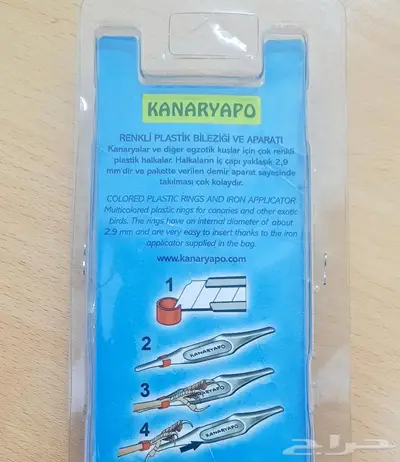 KANARYAPO
RENKLİ PLASTİK BİLEZİĞİ VE APARATI
Kanaryalar ve diğer egzotik kuslar için çok renkli
plastik halkalar. Halkaların iç çapı yaklaşık 2,9
mm'dir ve pakette verilen demir aparat sayesinde
takılması çok kolaydır.
COLORED PLASTIC RINGS AND IRON APPLICATOR
Multicolored plastic rings for canaries and other exotic
birds. The rings have an internal diameter of about
2.9 mm and are very easy to insert thanks to the iron
applicator supplied in the bag.
www.kanaryapo.com
1
2
KANARYAPO
3
KANARYAPO
4
KANARYAPO
حراج